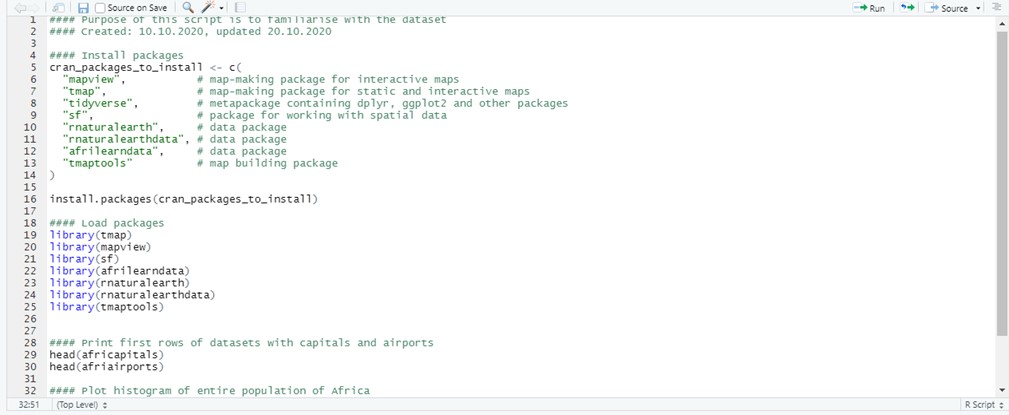 Source on Save
Run
Source
1 #### Purpose of this script is to familiarise with the dataset
2 #### Created: 10.10.2020, updated 20.10.2020
3
4 #### Install packages
5 cran_packages_to_install <- c(
6 "mapview", # map-making package for interactive maps
7 "tmap", # map-making package for static and interactive maps
8 "tidyverse", # metapackage containing dplyr, ggplot2 and other packages
9 "sf", # package for working with spatial data
10 "rnaturalearth", # data package
11 "rnaturalearthdata", # data package
12 "afrilearndata", # data package
13 "tmaptools" # map building package
14 )
15
16 install.packages(cran_packages_to_install)
17
18 #### Load packages
19 library(tmap)
20 library(mapview)
21 library(sf)
22 library(afrilearndata)
23 library(rnaturalearth)
24 library(rnaturalearthdata)
25 library(tmaptools)
26
27
28 #### Print first rows of datasets with capitals and airports
29 head(africapitals)
30 head(afriairports)
31
32 #### Plot histogram of entire population of Africa
32:51 (Top Level) R Script